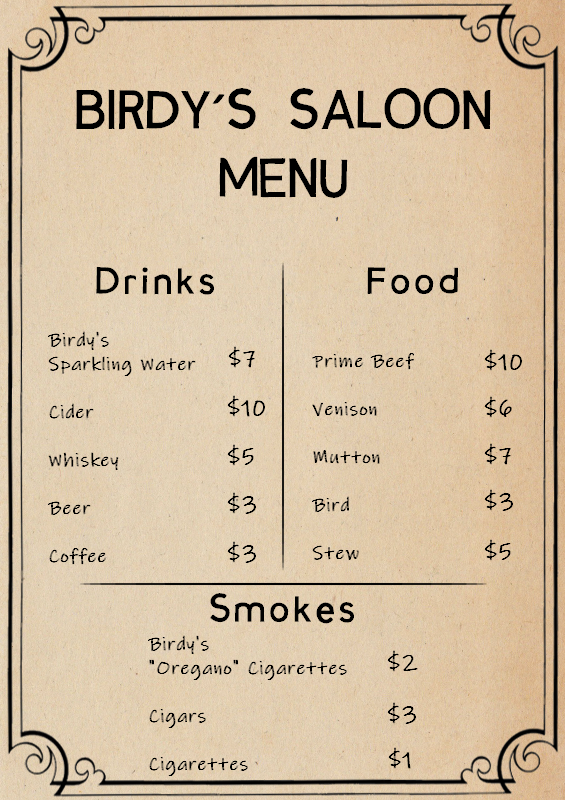 BIRDY'S SALOON
MENU
Drinks
Birdy's
Sparkling Water $7
Cider $10
Whiskey $5
Beer $3
Coffee $3
Food
Prime Beef $10
Venison $6
Mutton $7
Bird $3
Stew $5
Smokes
Birdy's
"Oregano" Cigarettes $2
Cigars $3
Cigarettes $1